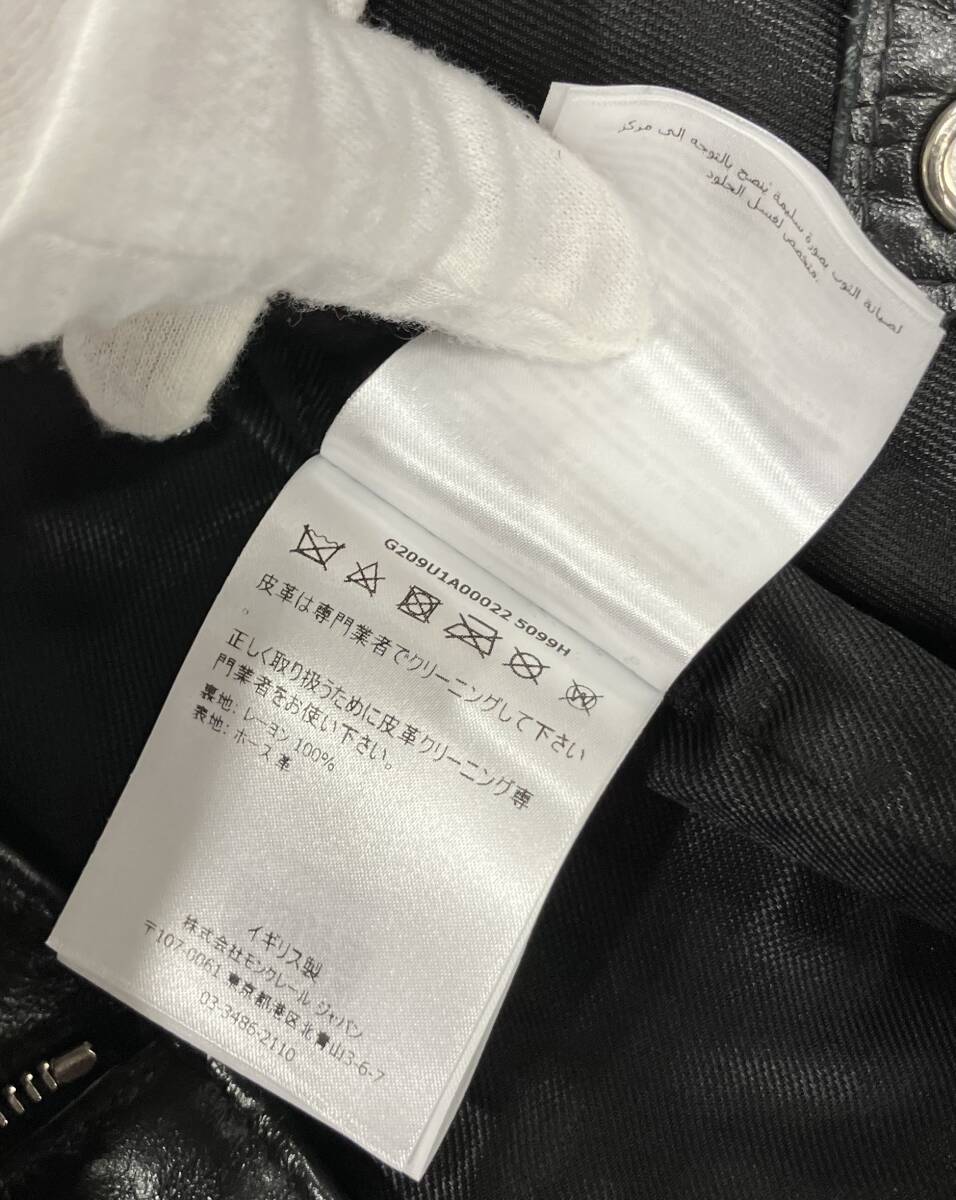 لصيانة الثوب بصورة سليمة ينصح بالتوجه الى مركز
متخصص لغسل الجلود.
G209U1A00022 5099H
皮革は専門業者でクリーニングして下さい
。
正しく取り扱うために皮革クリーニング専
門業者をお使い下さい。
裏地: レーヨン 100%
表地: ホース 革
イギリス製
株式会社モンクレール ジャパン
〒107-0061 東京都港区北青山3-6-7
03-3486-2110